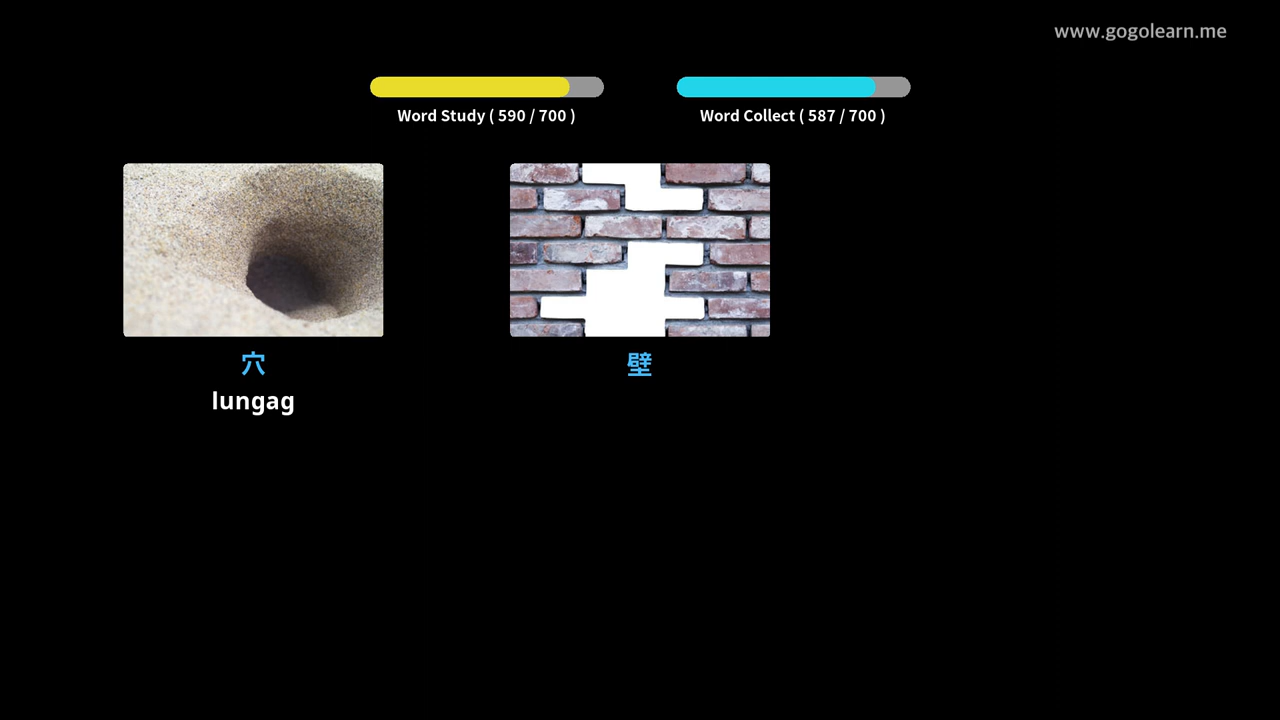 www.gogolearn.me
Word Study ( 590 / 700 )
Word Collect ( 587 / 700 )
穴
lungag
壁